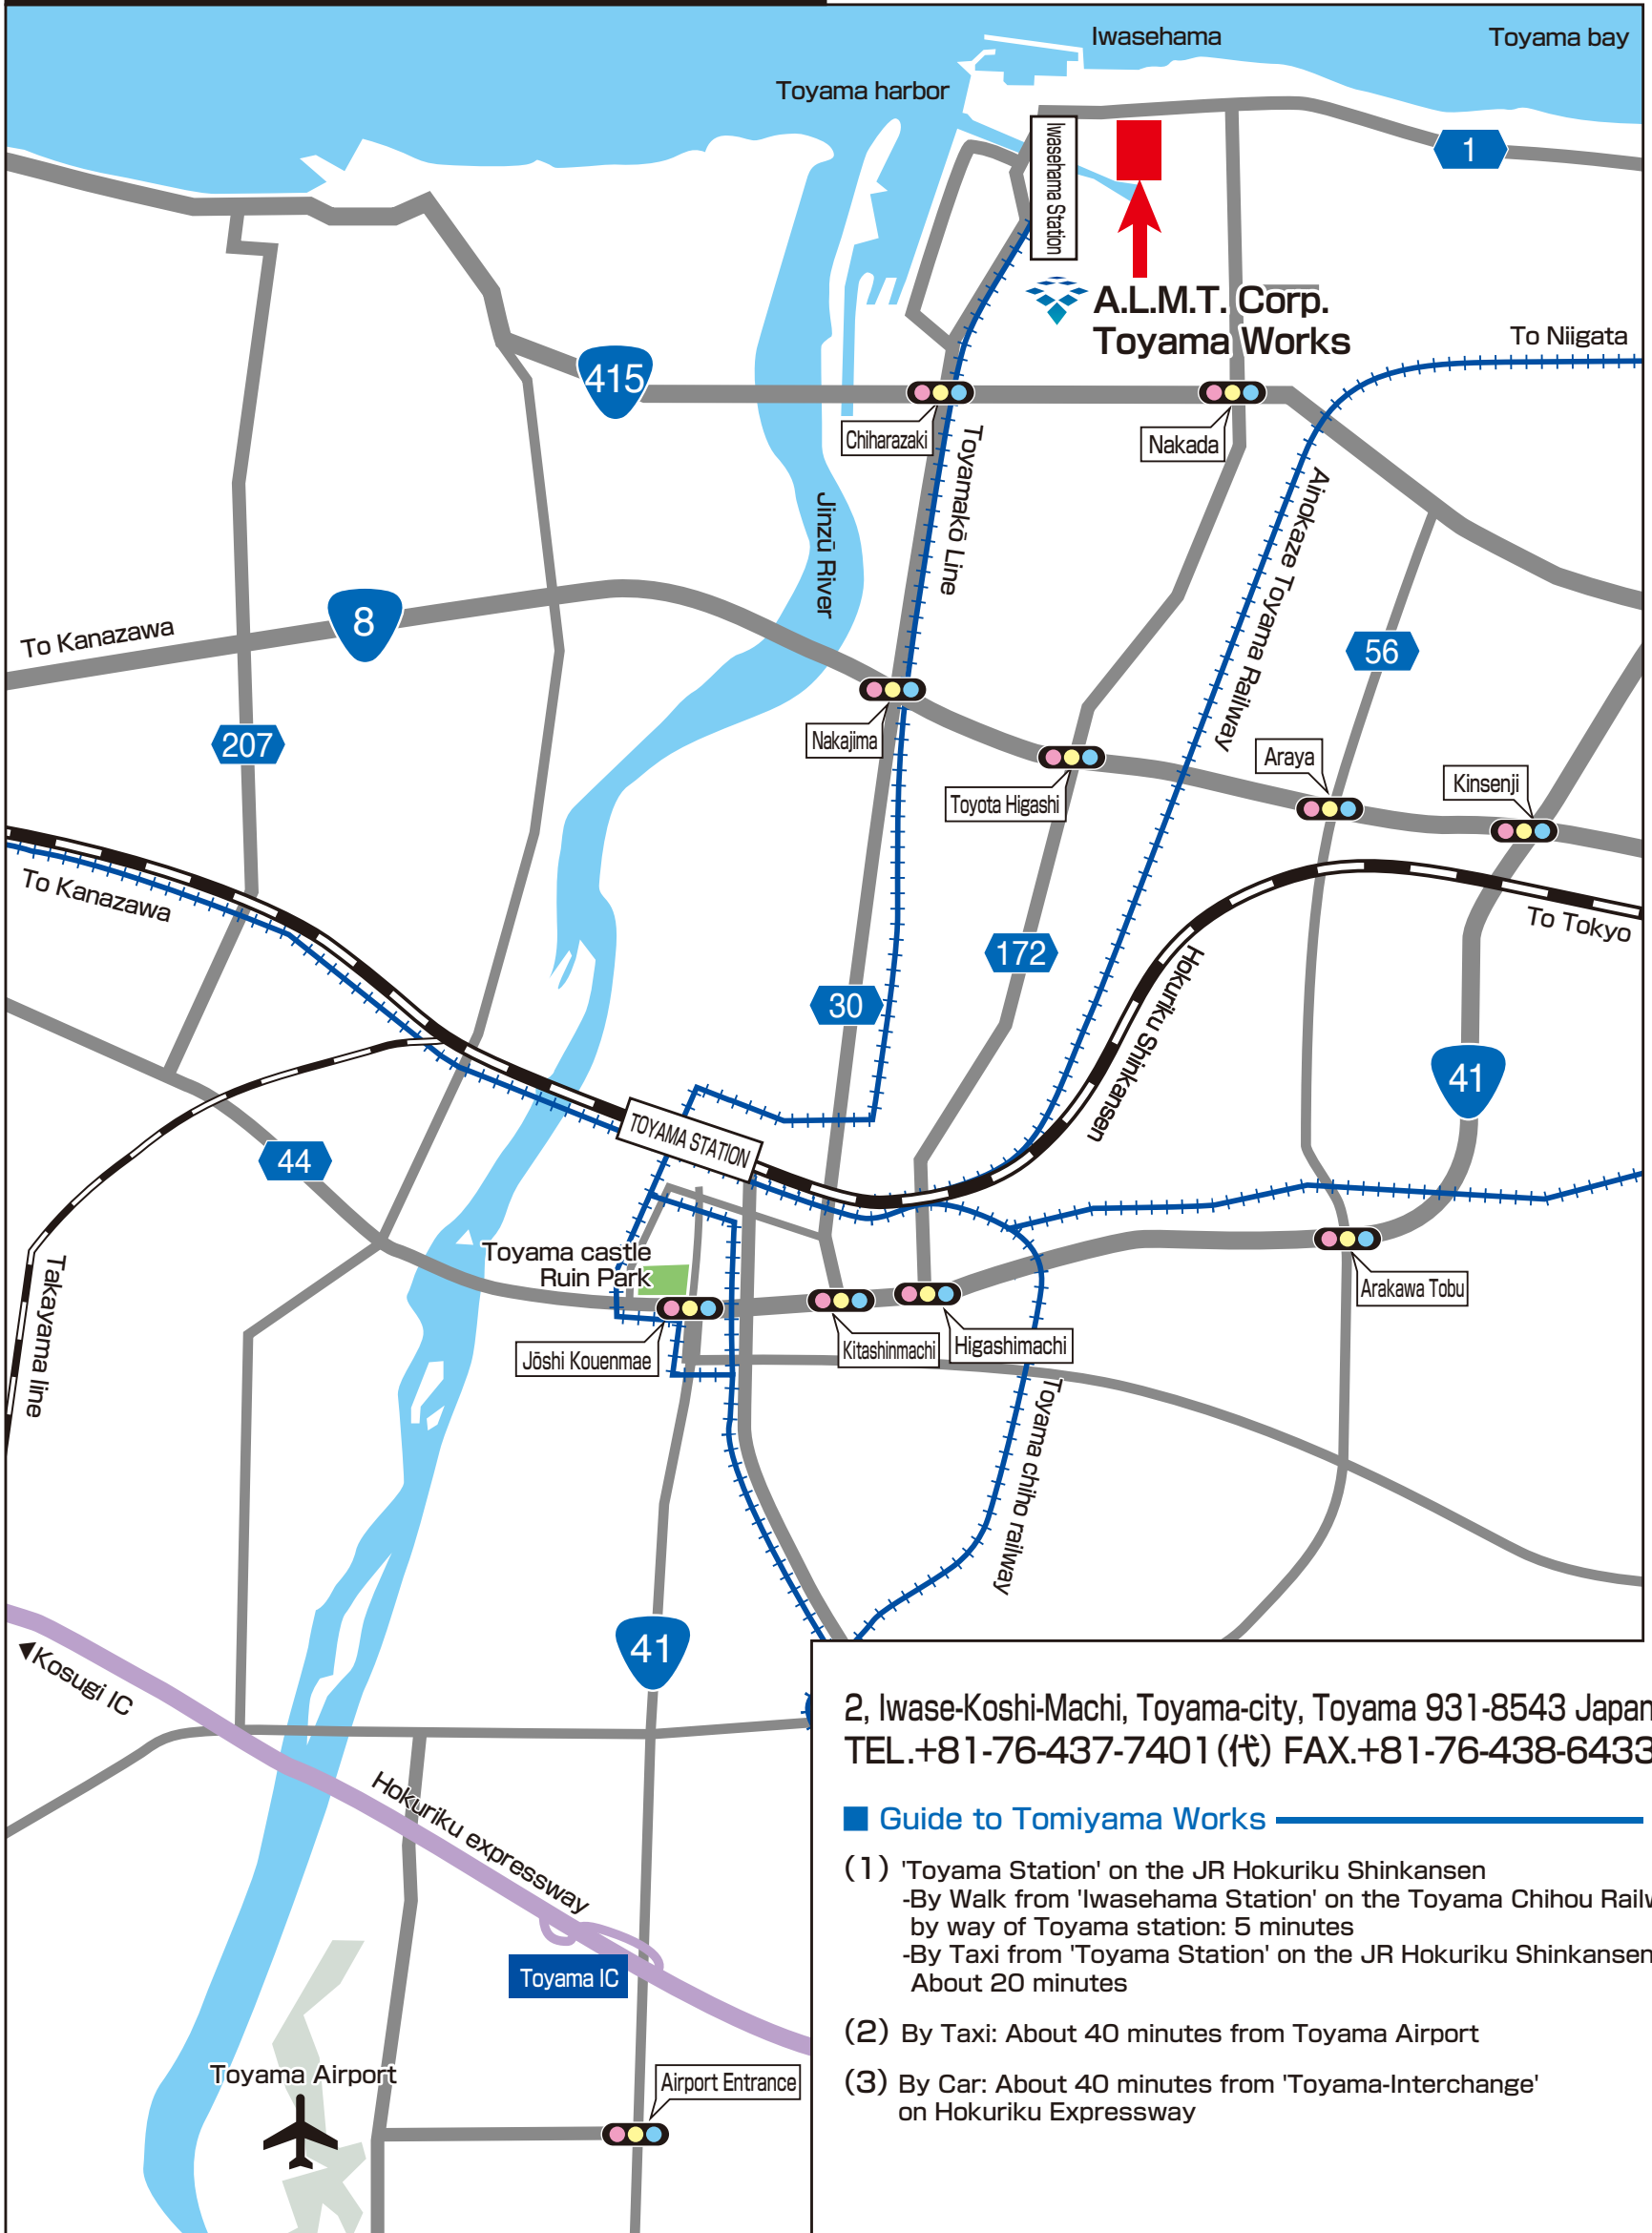 Iwasehama
Toyama bay
Toyama harbor
Iwasehama Station
1
A.L.M.T. Corp.
Toyama Works
To Niigata
415
Chiharazaki
Nakada
Toyamakō Line
Jinzū River
Ainokaze Toyama Railway
8
To Kanazawa
56
207
Nakajima
Toyota Higashi
Araya
Kinsenji
To Kanazawa
To Tokyo
172
30
Hokuriku Shinkansen
41
TOYAMA STATION
44
Toyama castle
Ruin Park
Takayama line
Jōshi Kouenmae
Kitashinmachi
Higashimachi
Arakawa Tobu
Toyama chiho railway
41
◀Kosugi IC
Hokuriku expressway
Toyama IC
Toyama Airport
Airport Entrance
2, Iwase-Koshi-Machi, Toyama-city, Toyama 931-8543 Japan
TEL.+81-76-437-7401(代) FAX.+81-76-438-6433
■ Guide to Tomiyama Works
(1) 'Toyama Station' on the JR Hokuriku Shinkansen
-By Walk from 'Iwasehama Station' on the Toyama Chihou
by way of Toyama station: 5 minutes
-By Taxi from 'Toyama Station' on the JR Hokuriku Shinkansen
About 20 minutes
(2) By Taxi: About 40 minutes from Toyama Airport
(3) By Car: About 40 minutes from 'Toyama-Interchange'
on Hokuriku Expressway